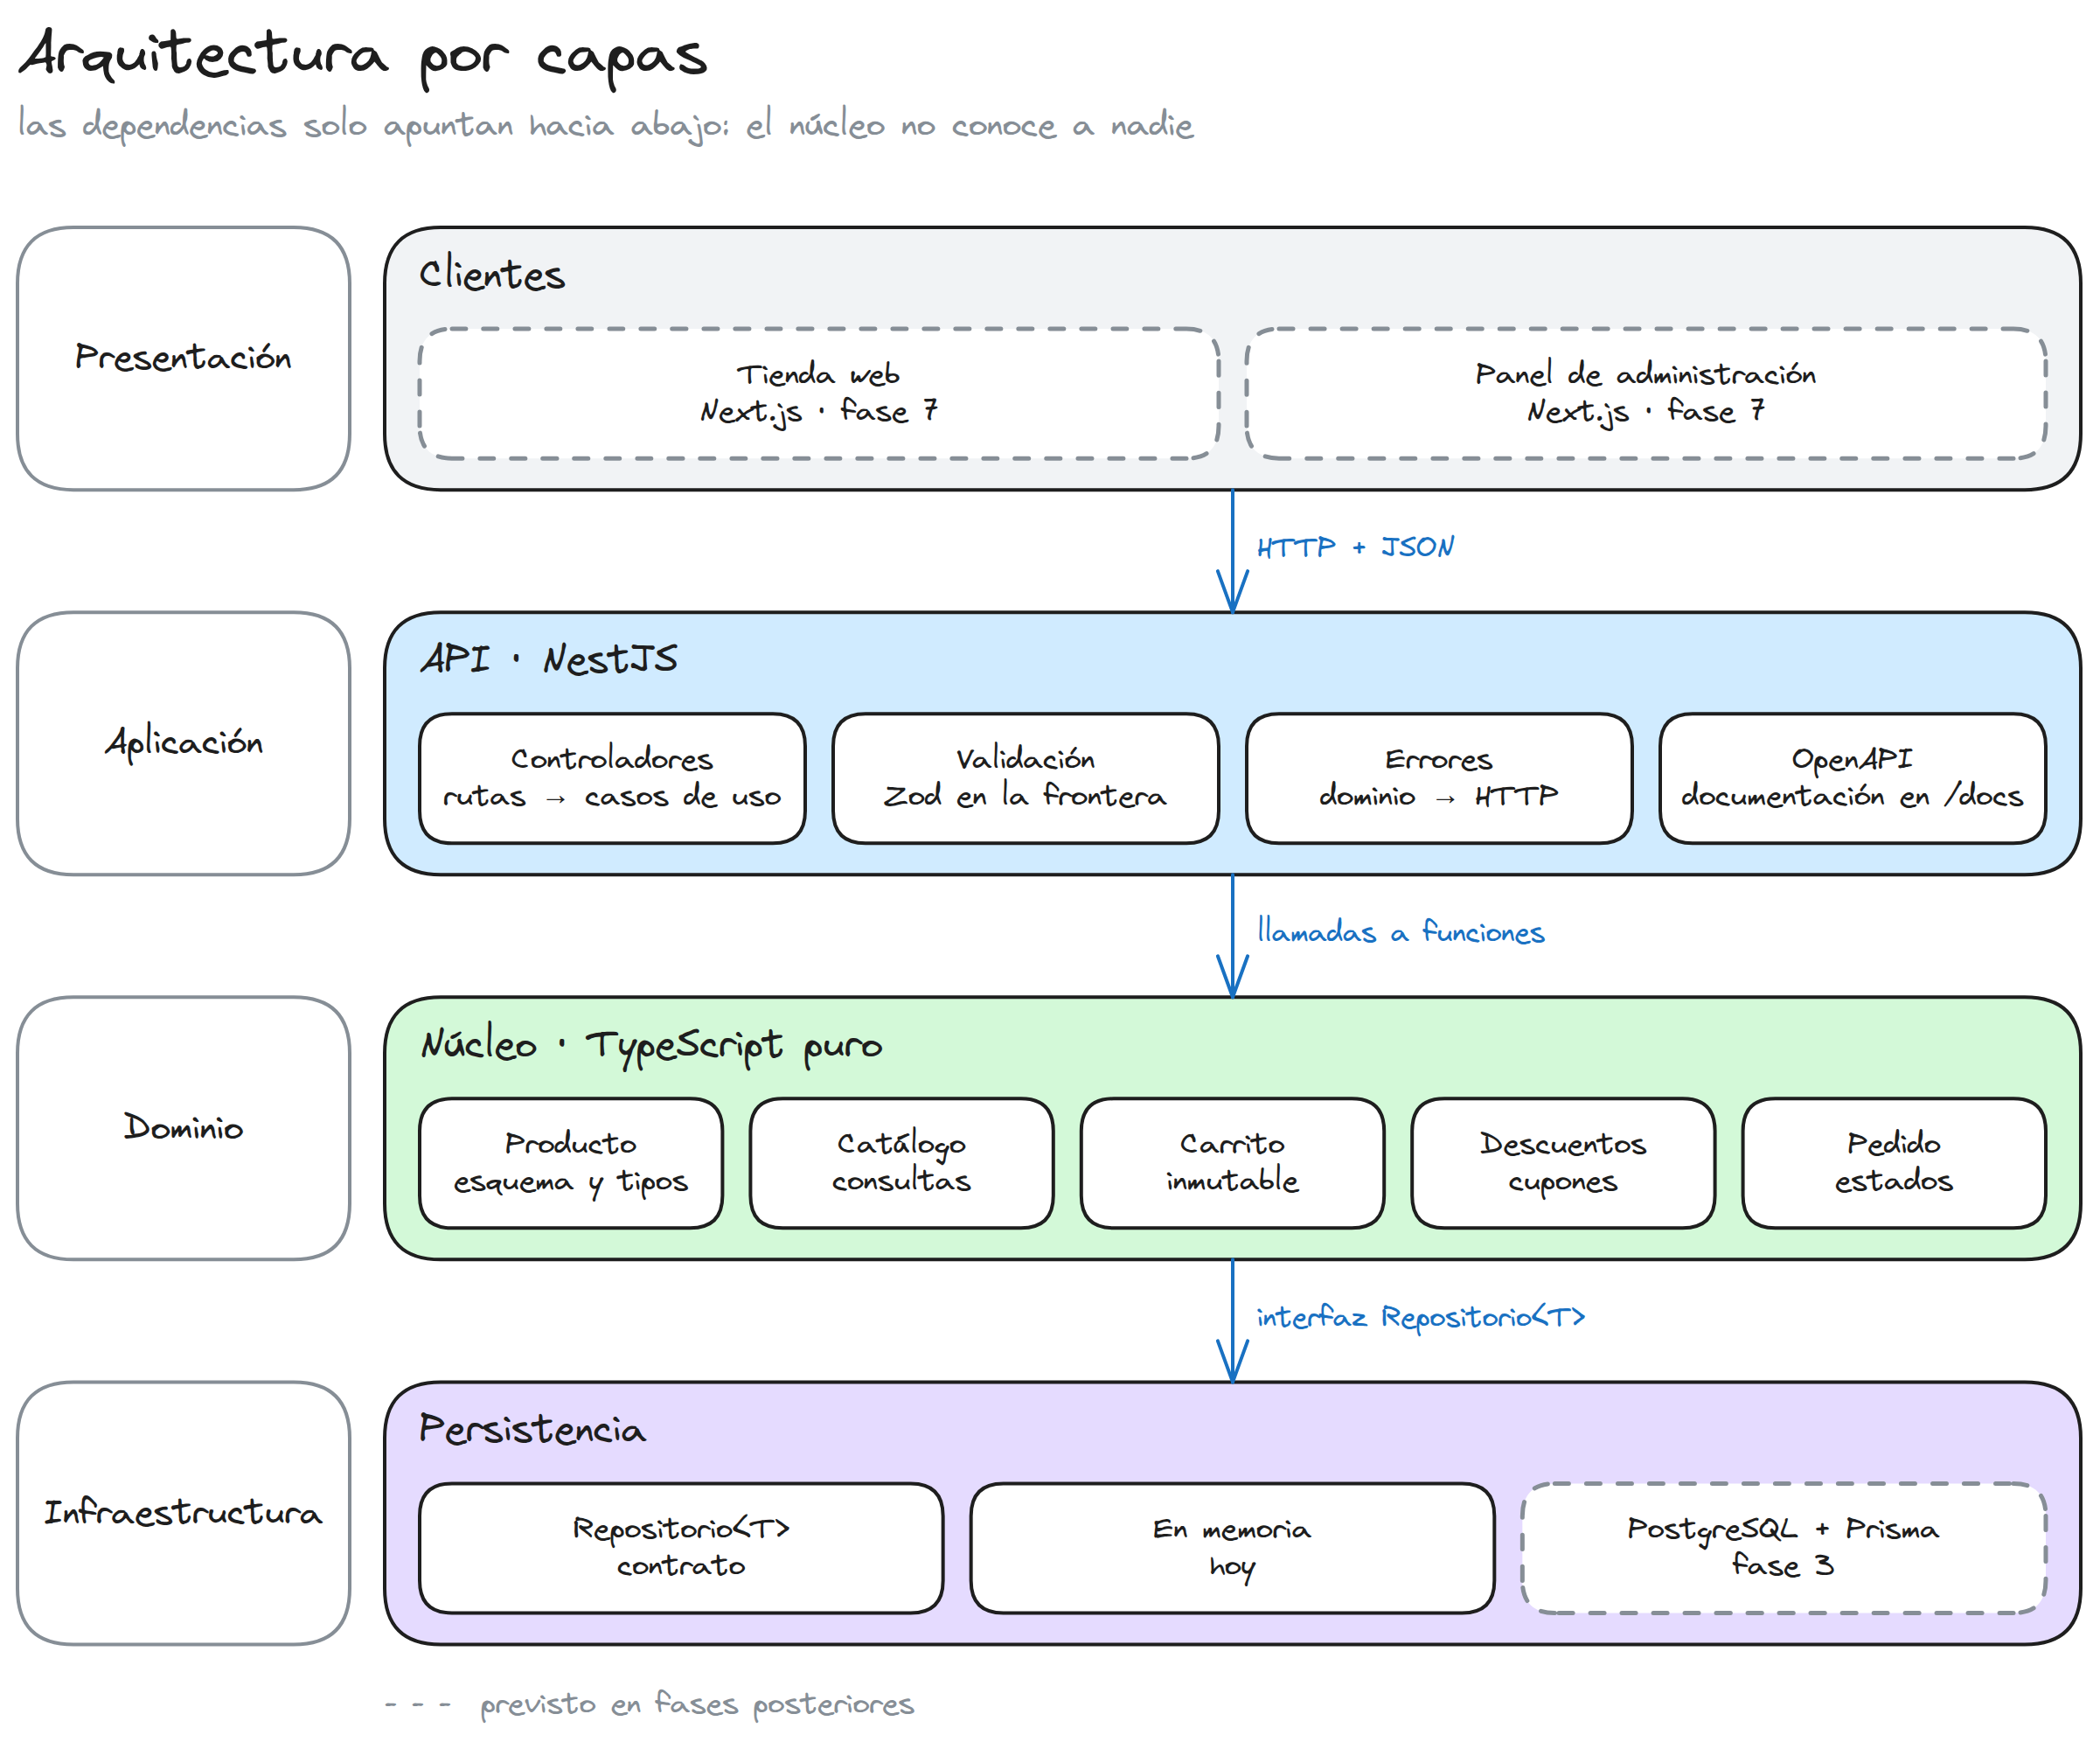 Arquitectura por capas
las dependencias solo apuntan hacia abajo: el núcleo no conoce a nadie
Presentación
Clientes
Tienda web
Next.js · fase 7
Panel de administración
Next.js · fase 7
HTTP + JSON
Aplicación
API · NestJS
Controladores
rutas → casos de uso
Validación
Zod en la frontera
Errores
dominio → HTTP
OpenAPI
documentación en /docs
llamadas a funciones
Dominio
Núcleo · TypeScript puro
Producto
esquema y tipos
Catálogo
consultas
Carrito
inmutable
Descuentos
cupones
Pedido
estados
interfaz Repositorio<T>
Infraestructura
Persistencia
Repositorio<T>
contrato
En memoria
hoy
PostgreSQL + Prisma
fase 3
- - - previsto en fases posteriores